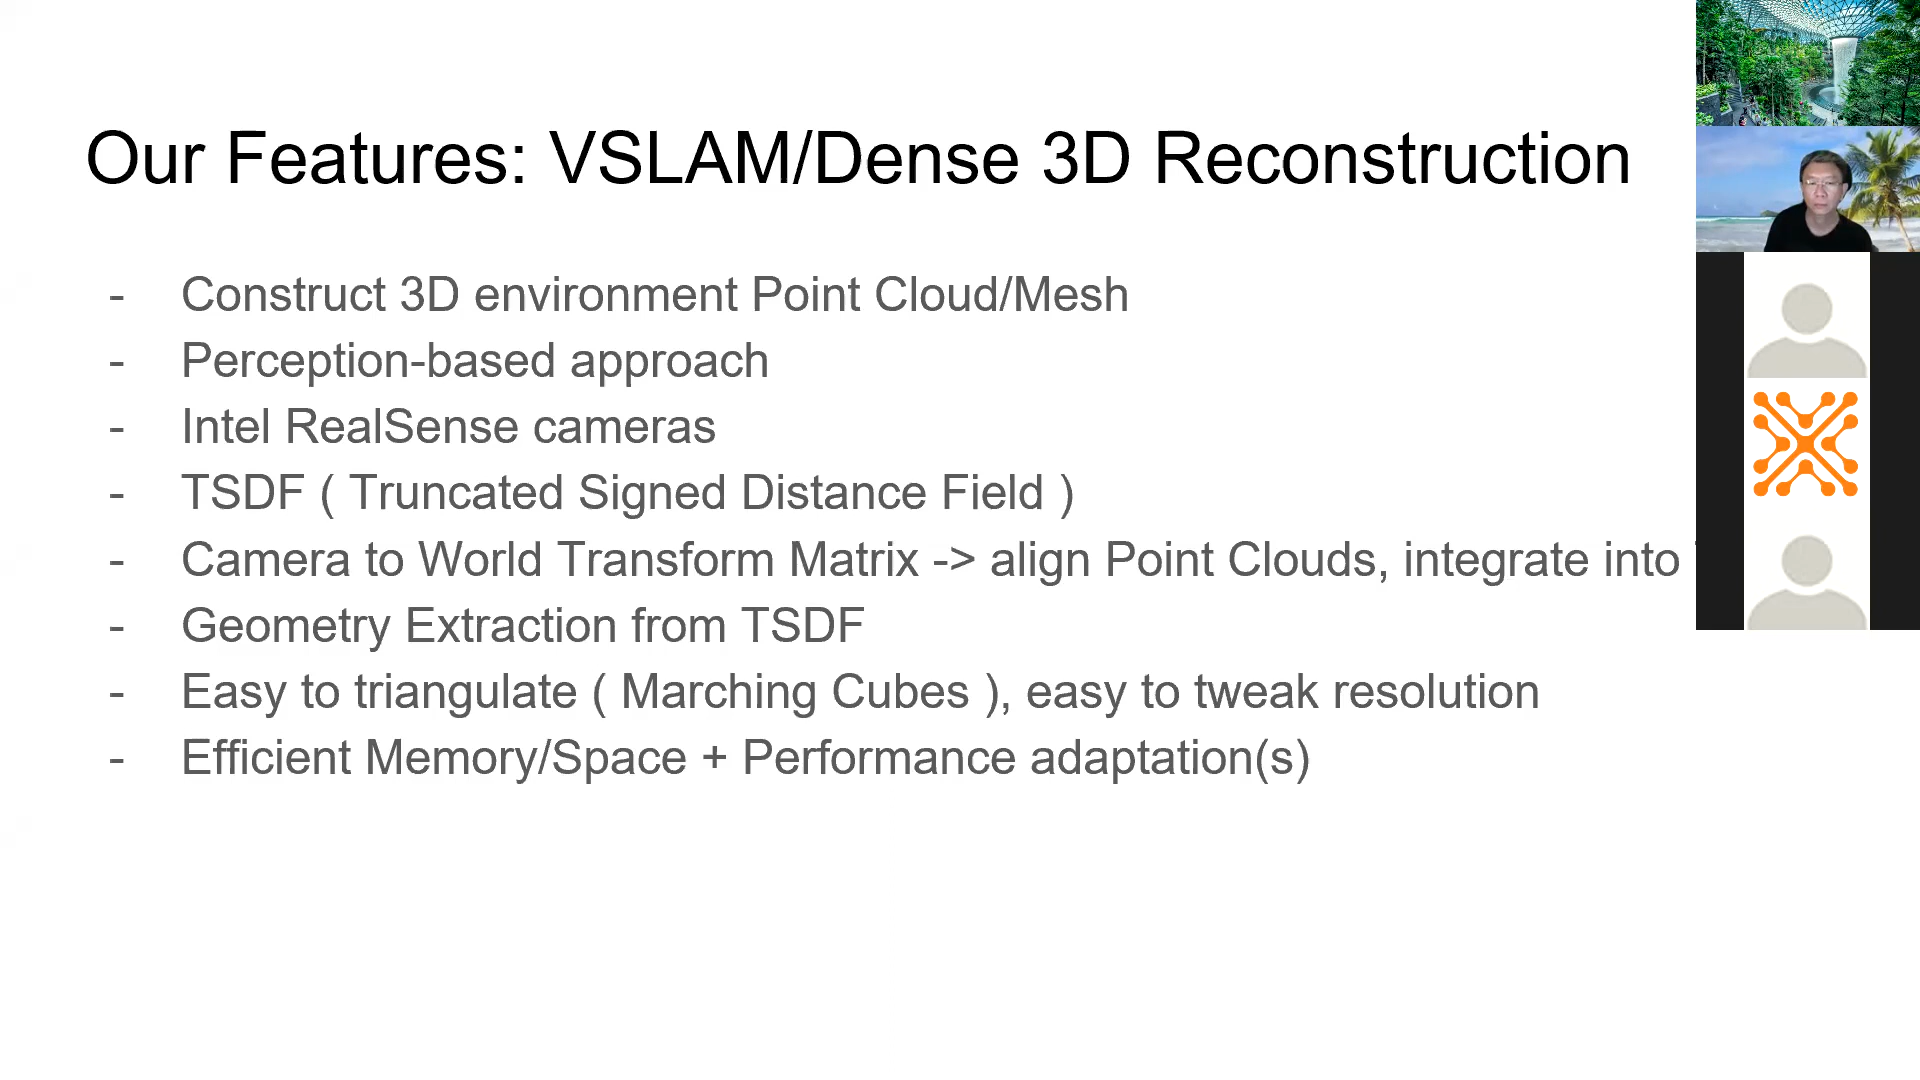 Our Features: VSLAM/Dense 3D Reconstruction
- Construct 3D environment Point Cloud/Mesh
- Perception-based approach
- Intel RealSense cameras
- TSDF ( Truncated Signed Distance Field )
- Camera to World Transform Matrix -> align Point Clouds, integrate into
- Geometry Extraction from TSDF
- Easy to triangulate ( Marching Cubes ), easy to tweak resolution
- Efficient Memory/Space + Performance adaptation(s)